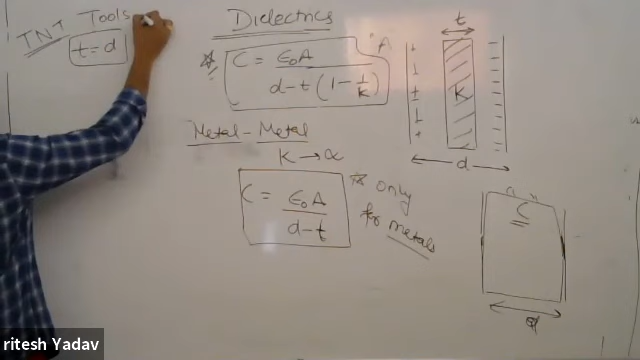 TNT Tools
t = d
Dielectrics
C = ε₀A / d - t (1 - 1/K)
A
t
K
d
Metal - Metal
K → ∝
C = ε₀A / d - t
only
for metals
C
d
ritesh Yadav